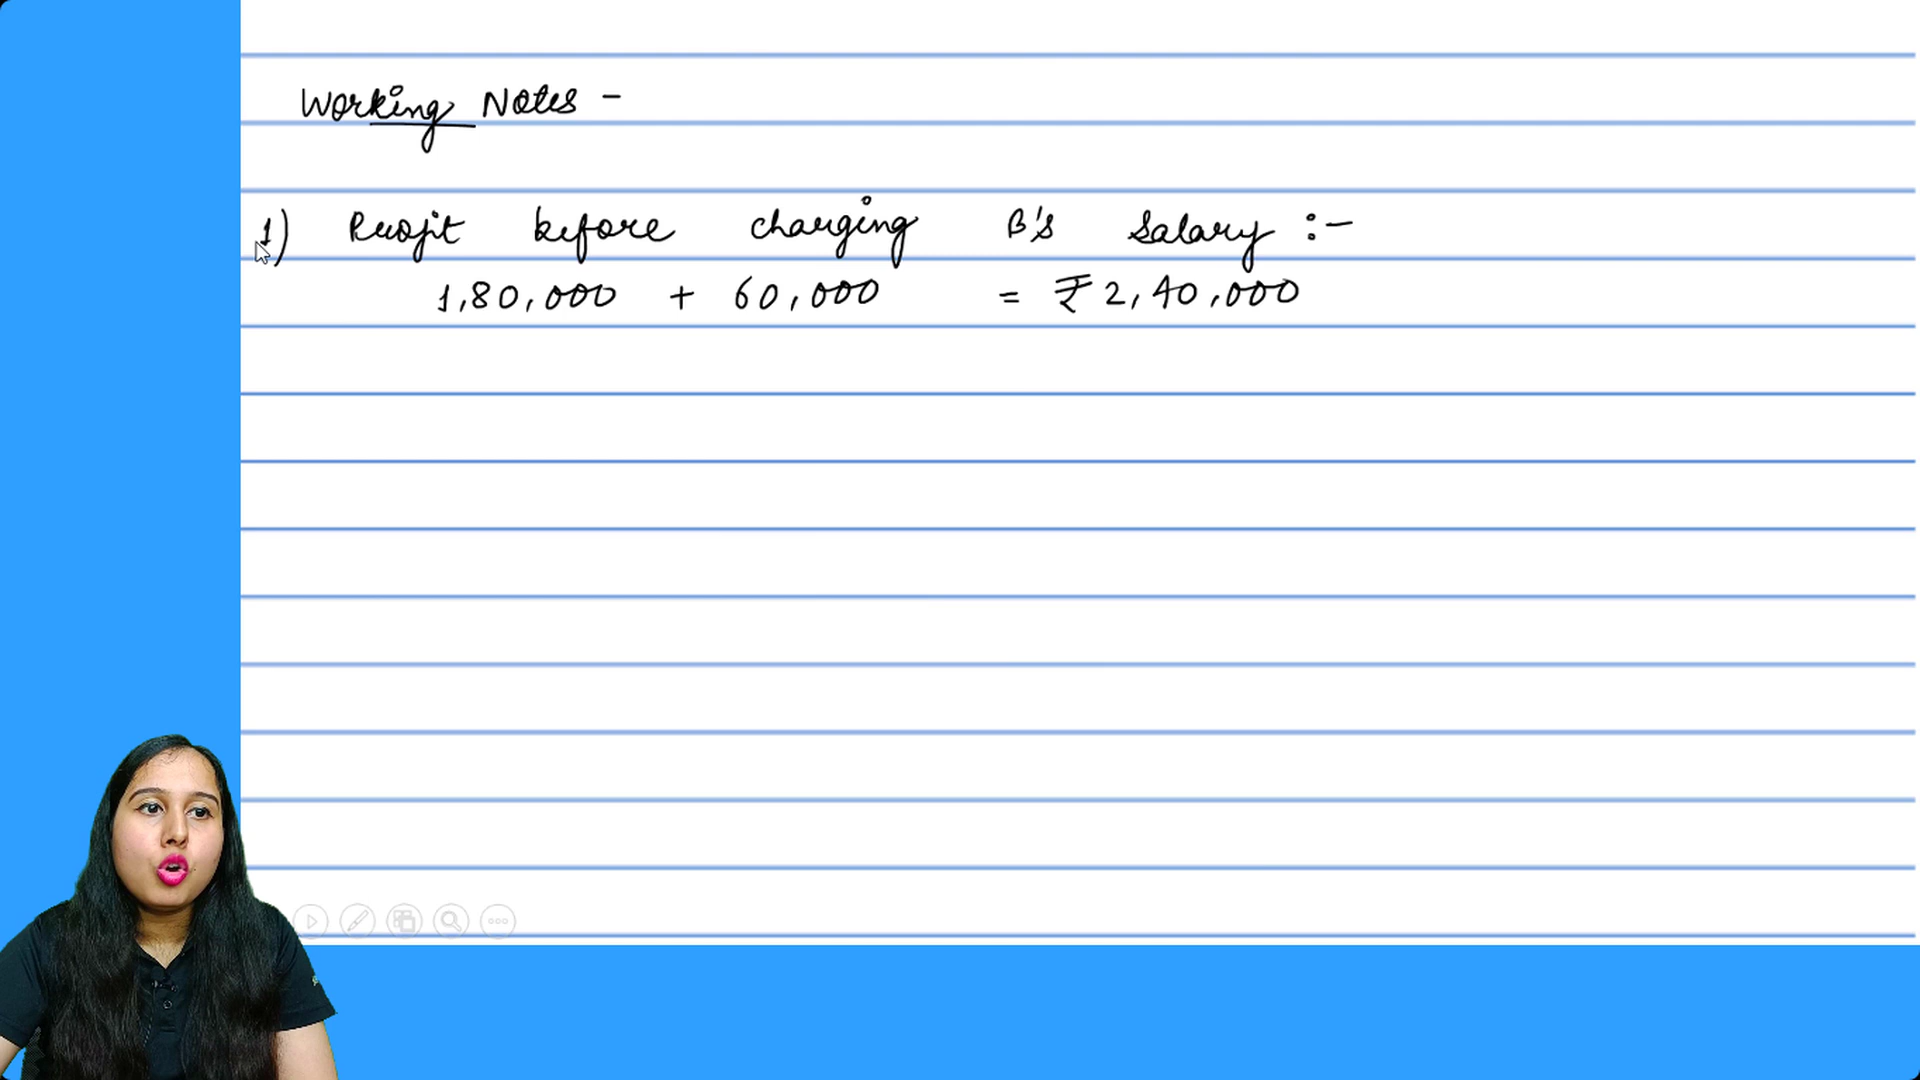 Working Notes -
1) Profit before charging B's Salary :-
1,80,000 + 60,000 = ₹ 2,40,000